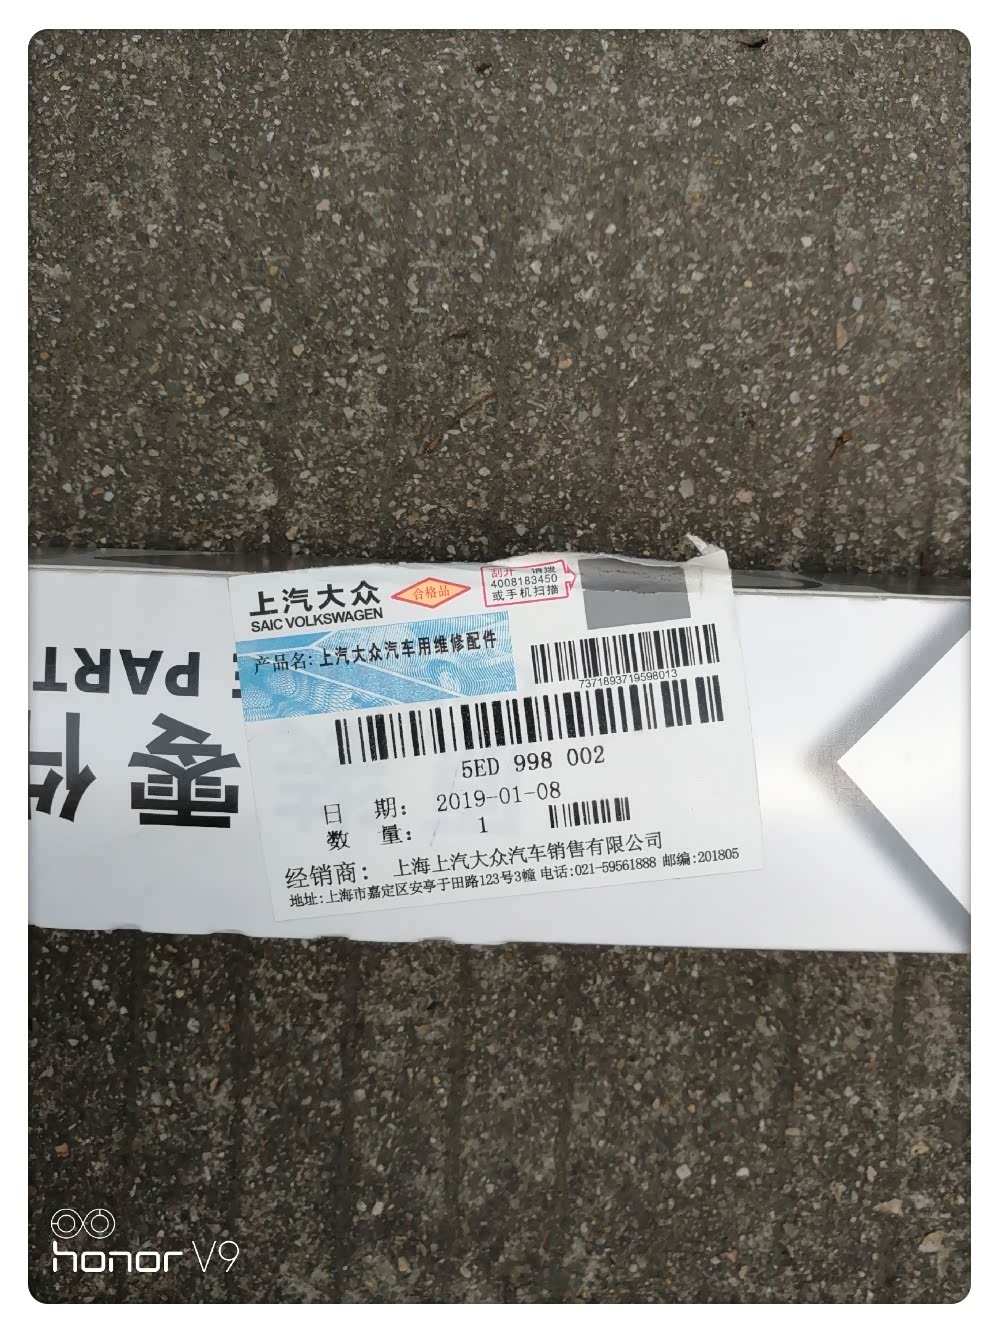 上汽大众
SAIC VOLKSWAGEN
合格品
刮开 请拨
4008183450
或手机扫描
产品名:上汽大众汽车用维修配件
7371893719598013
5ED 998 002
日 期: 2019-01-08
数 量: 1
经销商: 上海上汽大众汽车销售有限公司
地址:上海市嘉定区安亭于田路123号3幢 电话:021-59561888 邮编:201805
E PART
零件
honor V9